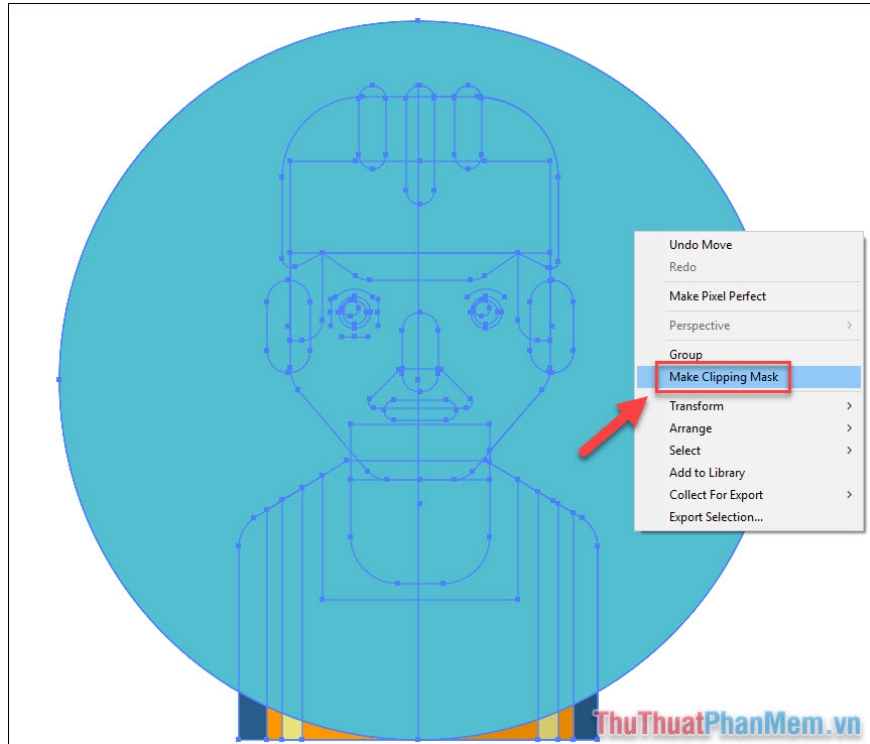 Undo Move
Redo
Make Pixel Perfect
Perspective
Group
Make Clipping Mask
Transform
Arrange
Select
Add to Library
Collect For Export
Export Selection...
ThuThuatPhanMem.vn